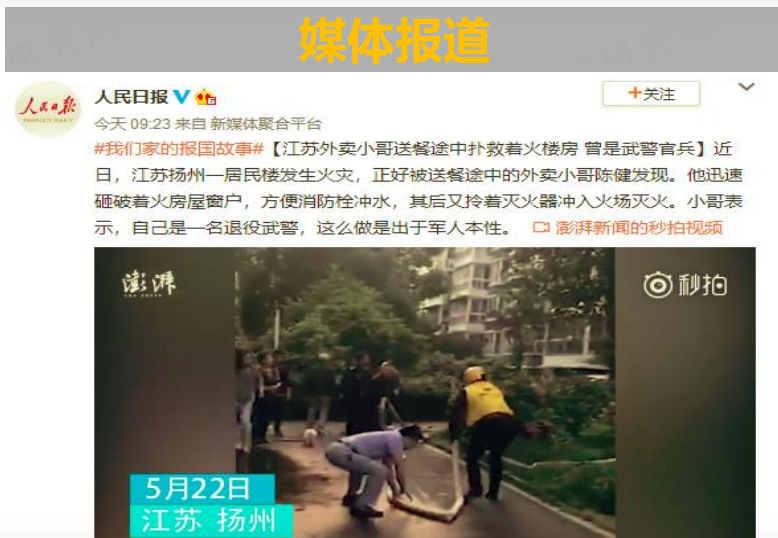 媒体报道
人民日报
PEOPLE'S DAILY
人民日报
+关注
今天 09:23 来自 新媒体聚合平台
#我们家的报国故事#【江苏外卖小哥送餐途中扑救着火楼房 曾是武警官兵】近
日，江苏扬州一居民楼发生火灾，正好被送餐途中的外卖小哥陈健发现。他迅速
砸破着火房屋窗户，方便消防栓冲水，其后又拎着灭火器冲入火场灭火。小哥表
示，自己是一名退役武警，这么做是出于军人本性。 澎湃新闻的秒拍视频
澎湃
THE PAPER
秒拍
5月22日
江苏 扬州